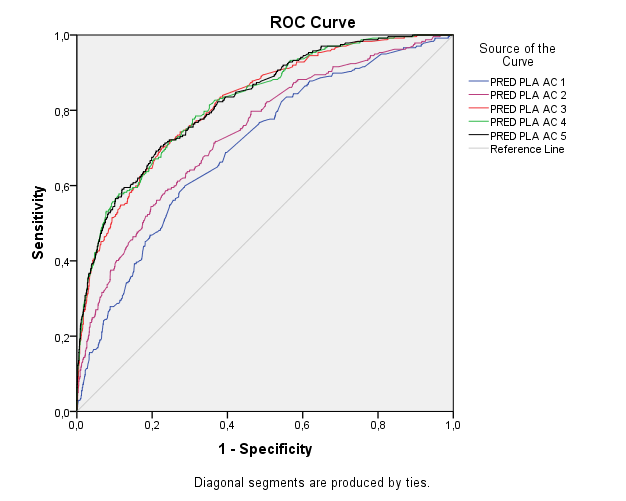 ROC Curve
Source of the
Curve
PRED PLA AC 1
PRED PLA AC 2
PRED PLA AC 3
PRED PLA AC 4
PRED PLA AC 5
Reference Line
Sensitivity
1,0
0,8
0,6
0,4
0,2
0,0
0,0 0,2 0,4 0,6 0,8 1,0
1 - Specificity
Diagonal segments are produced by ties.